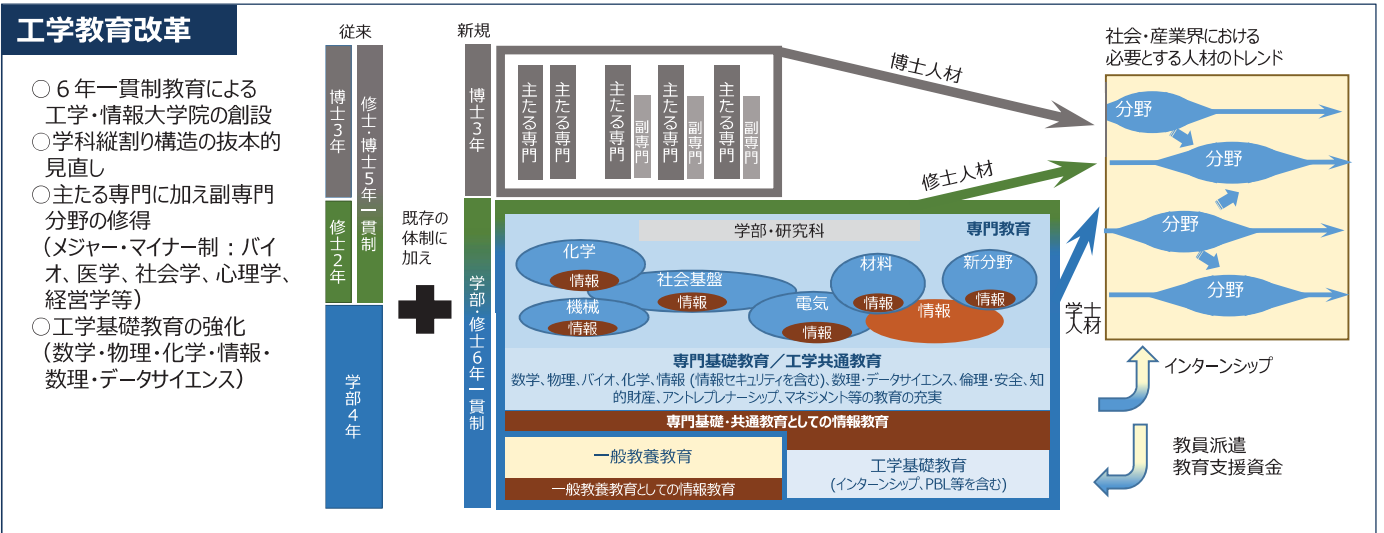 工学教育改革
○６年一貫制教育による
工学・情報大学院の創設
○学科縦割り構造の抜本的
見直し
○主たる専門に加え副専門
分野の修得
（メジャー・マイナー制：バイ
オ、医学、社会学、心理学、
経営学等）
○工学基礎教育の強化
（数学・物理・化学・情報・
数理・データサイエンス）
従来
博士３年
修士２年
修士・博士５年一貫制
学部４年
既存の
体制に
加え
新規
博士３年
学部・修士６年一貫制
主たる専門
主たる専門
主たる専門
副専門
主たる専門
副専門
主たる専門
副専門
学部・研究科
専門教育
化学
情報
機械
情報
社会基盤
情報
電気
情報
材料
情報
情報
新分野
情報
専門基礎教育／工学共通教育
数学、物理、バイオ、化学、情報 (情報セキュリティを含む)、数理・データサイエンス、倫理・安全、知
的財産、アントレプレナーシップ、マネジメント等の教育の充実
専門基礎・共通教育としての情報教育
一般教養教育
一般教養教育としての情報教育
工学基礎教育
(インターンシップ、PBL等を含む)
博士人材
修士人材
学士
人材
社会・産業界における
必要とする人材のトレンド
分野
分野
分野
分野
インターンシップ
教員派遣
教育支援資金